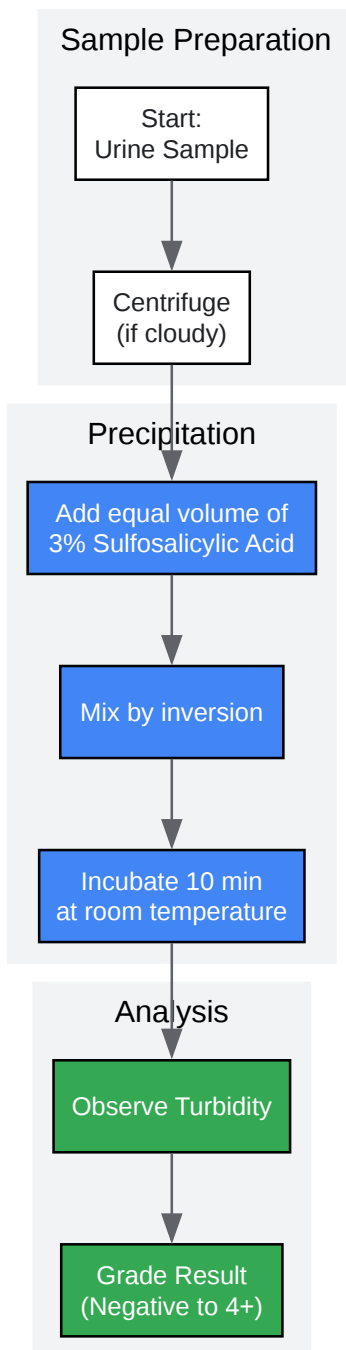 Sample Preparation
Start:
Urine Sample
Centrifuge
(if cloudy)
Precipitation
Add equal volume of
3% Sulfosalicylic Acid
Mix by inversion
Incubate 10 min
at room temperature
Analysis
Observe Turbidity
Grade Result
(Negative to 4+)